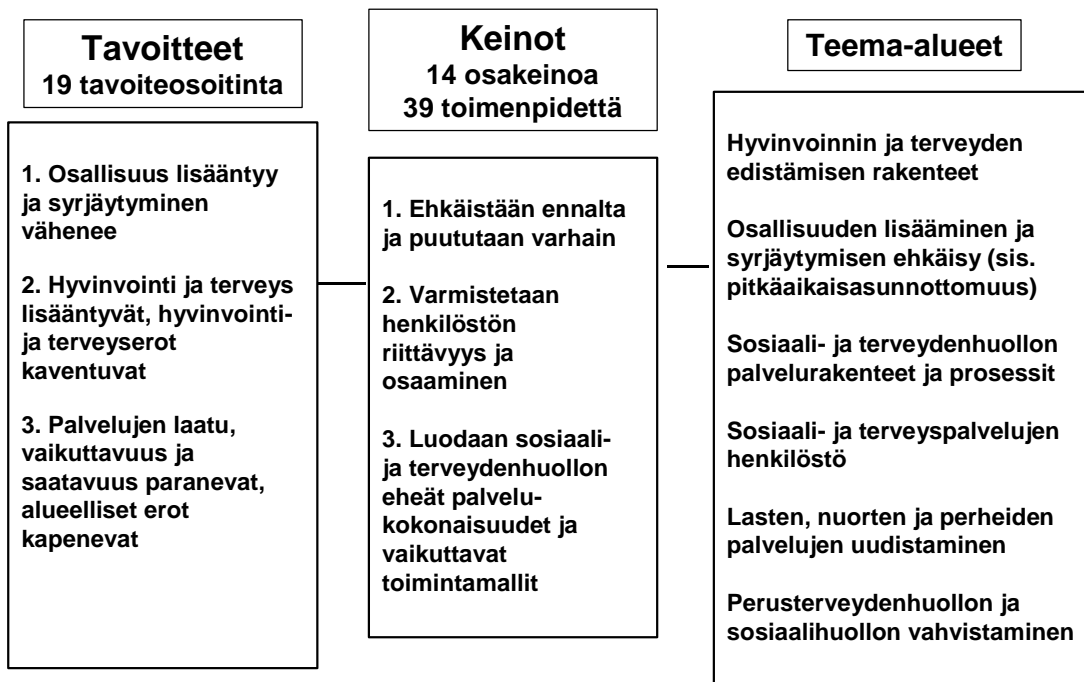 Tavoitteet
19 tavoiteosoitinta
1. Osallisuus lisääntyy
ja syrjäytyminen
vähenee
2. Hyvinvointi ja terveys
lisääntyvät, hyvinvointi-
ja terveyserot
kaventuvat
3. Palvelujen laatu,
vaikuttavuus ja
saatavuus paranevat,
alueelliset erot
kapenevat
Keinot
14 osakeinoa
39 toimenpidettä
1. Ehkäistään ennalta
ja puututaan varhain
2. Varmistetaan
henkilöstön
riittävyys ja
osaaminen
3. Luodaan sosiaali-
ja terveydenhuollon
eheät palvelu-
kokonaisuudet ja
vaikuttavat
toimintamallit
Teema-alueet
Hyvinvoinnin ja terveyden
edistämisen rakenteet
Osallisuuden lisääminen ja
syrjäytymisen ehkäisy (sis.
pitkäaikaisasunnottomuus)
Sosiaali- ja terveydenhuollon
palvelurakenteet ja prosessit
Sosiaali- ja terveyspalvelujen
henkilöstö
Lasten, nuorten ja perheiden
palvelujen uudistaminen
Perusterveydenhuollon ja
sosiaalihuollon vahvistaminen